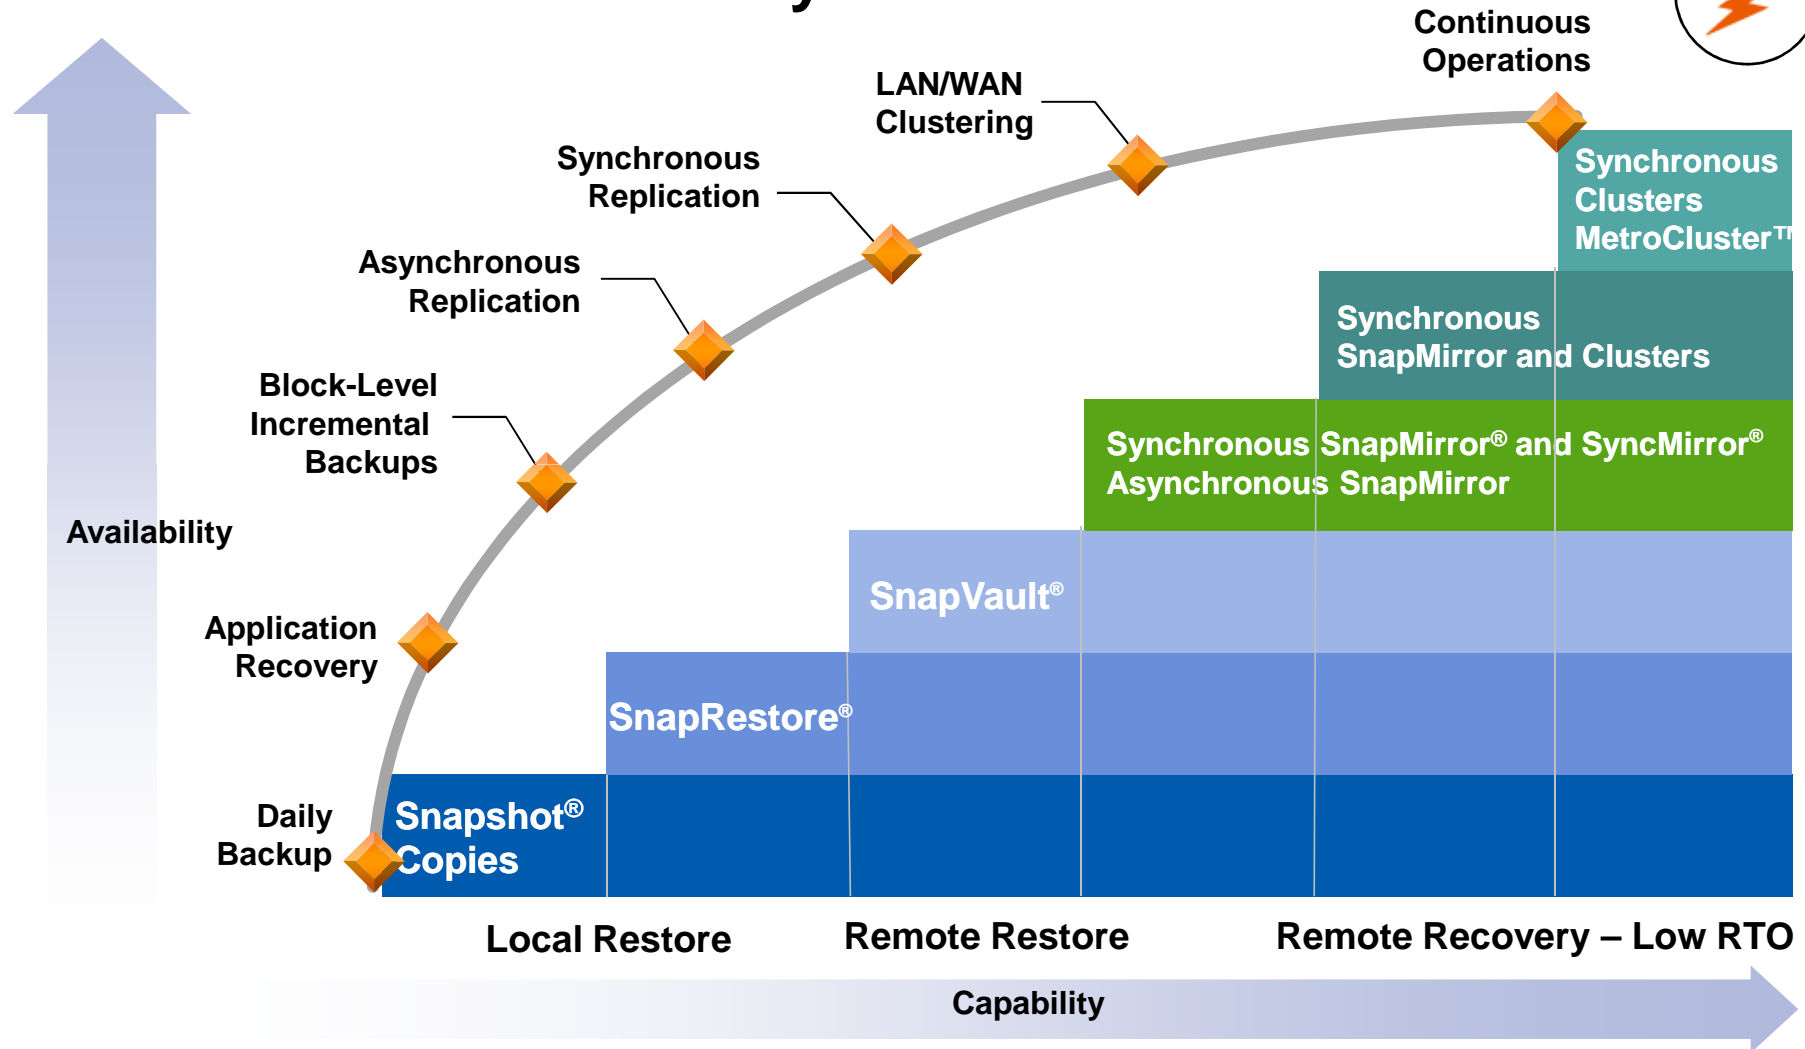 Continuous
Operations
LAN/WAN
Clustering
Synchronous
Replication
Asynchronous
Replication
Block-Level
Incremental
Backups
Availability
Application
Recovery
Daily
Backup
Synchronous
Clusters
MetroCluster™
Synchronous
SnapMirror and Clusters
Synchronous SnapMirror® and SyncMirror®
Asynchronous SnapMirror
SnapVault®
SnapRestore®
Snapshot®
Copies
Local Restore
Remote Restore
Remote Recovery – Low RTO
Capability